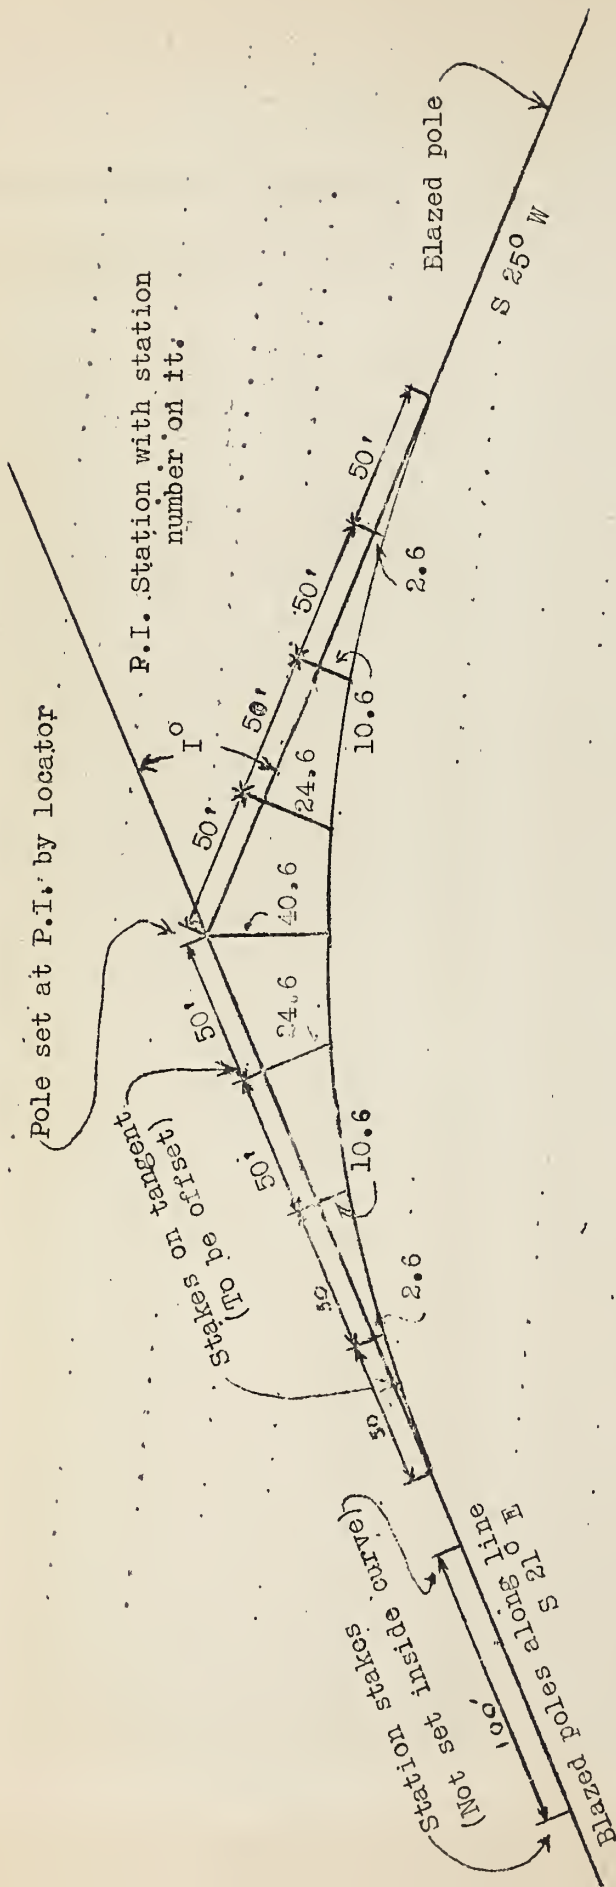 Pole set at P.I. by locator
P.I. Station with station
number on it.
Blazed pole
S 25° W
I°
Stakes on tangent
(To be offset)
50'
50'
50
50
50'
50'
50'
50'
2.6
10.6
24.6
40.6
24.6
10.6
2.6
Station stakes
(Not set inside curve)
100'
Blazed poles along line
S 21° E